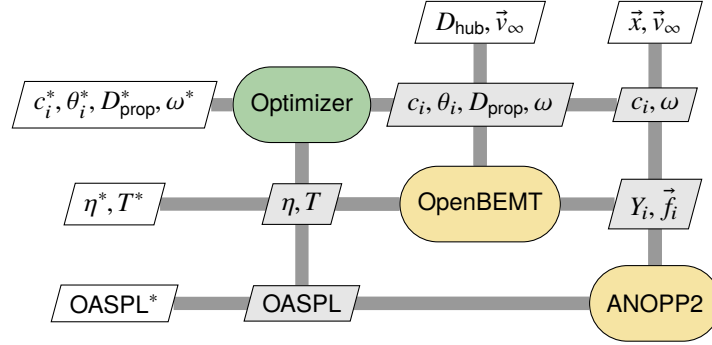 D_hub, v⃗_∞ x⃗, v⃗_∞
c_i^*, θ_i^*, D_prop^*, ω^* Optimizer c_i, θ_i, D_prop, ω c_i, ω
η^*, T^* η, T OpenBEMT Y_i, f⃗_i
OASPL^* OASPL ANOPP2